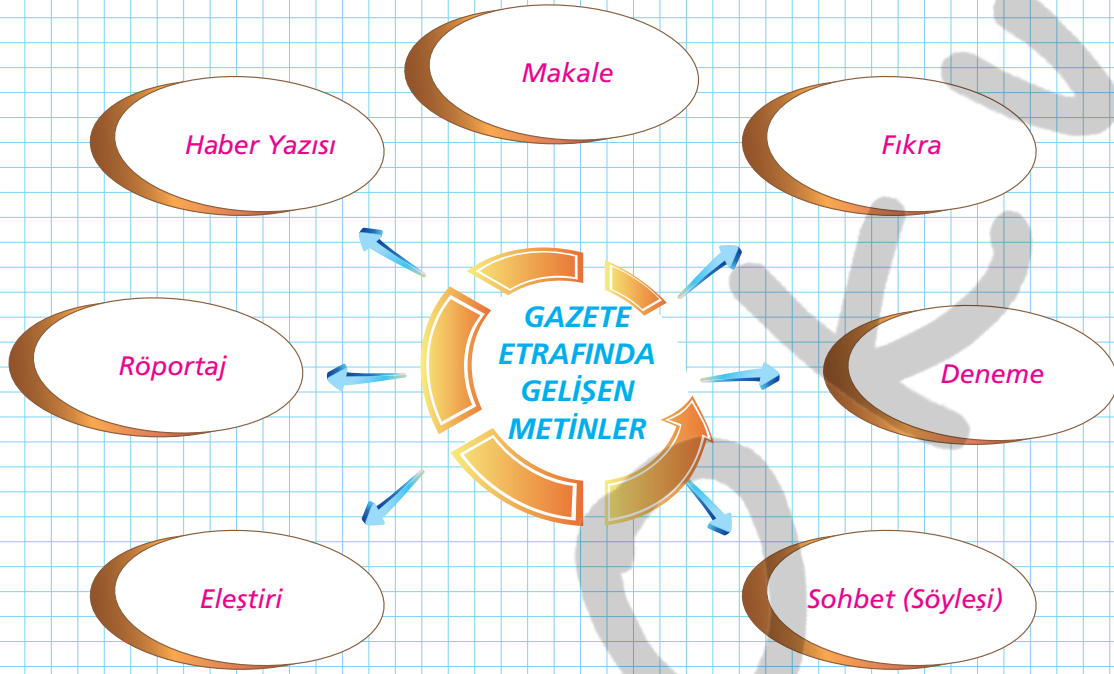 Makale
Haber Yazısı
Fıkra
GAZETE
ETRAFINDA
GELİŞEN
METİNLER
Röportaj
Deneme
Eleştiri
Sohbet (Söyleşi)